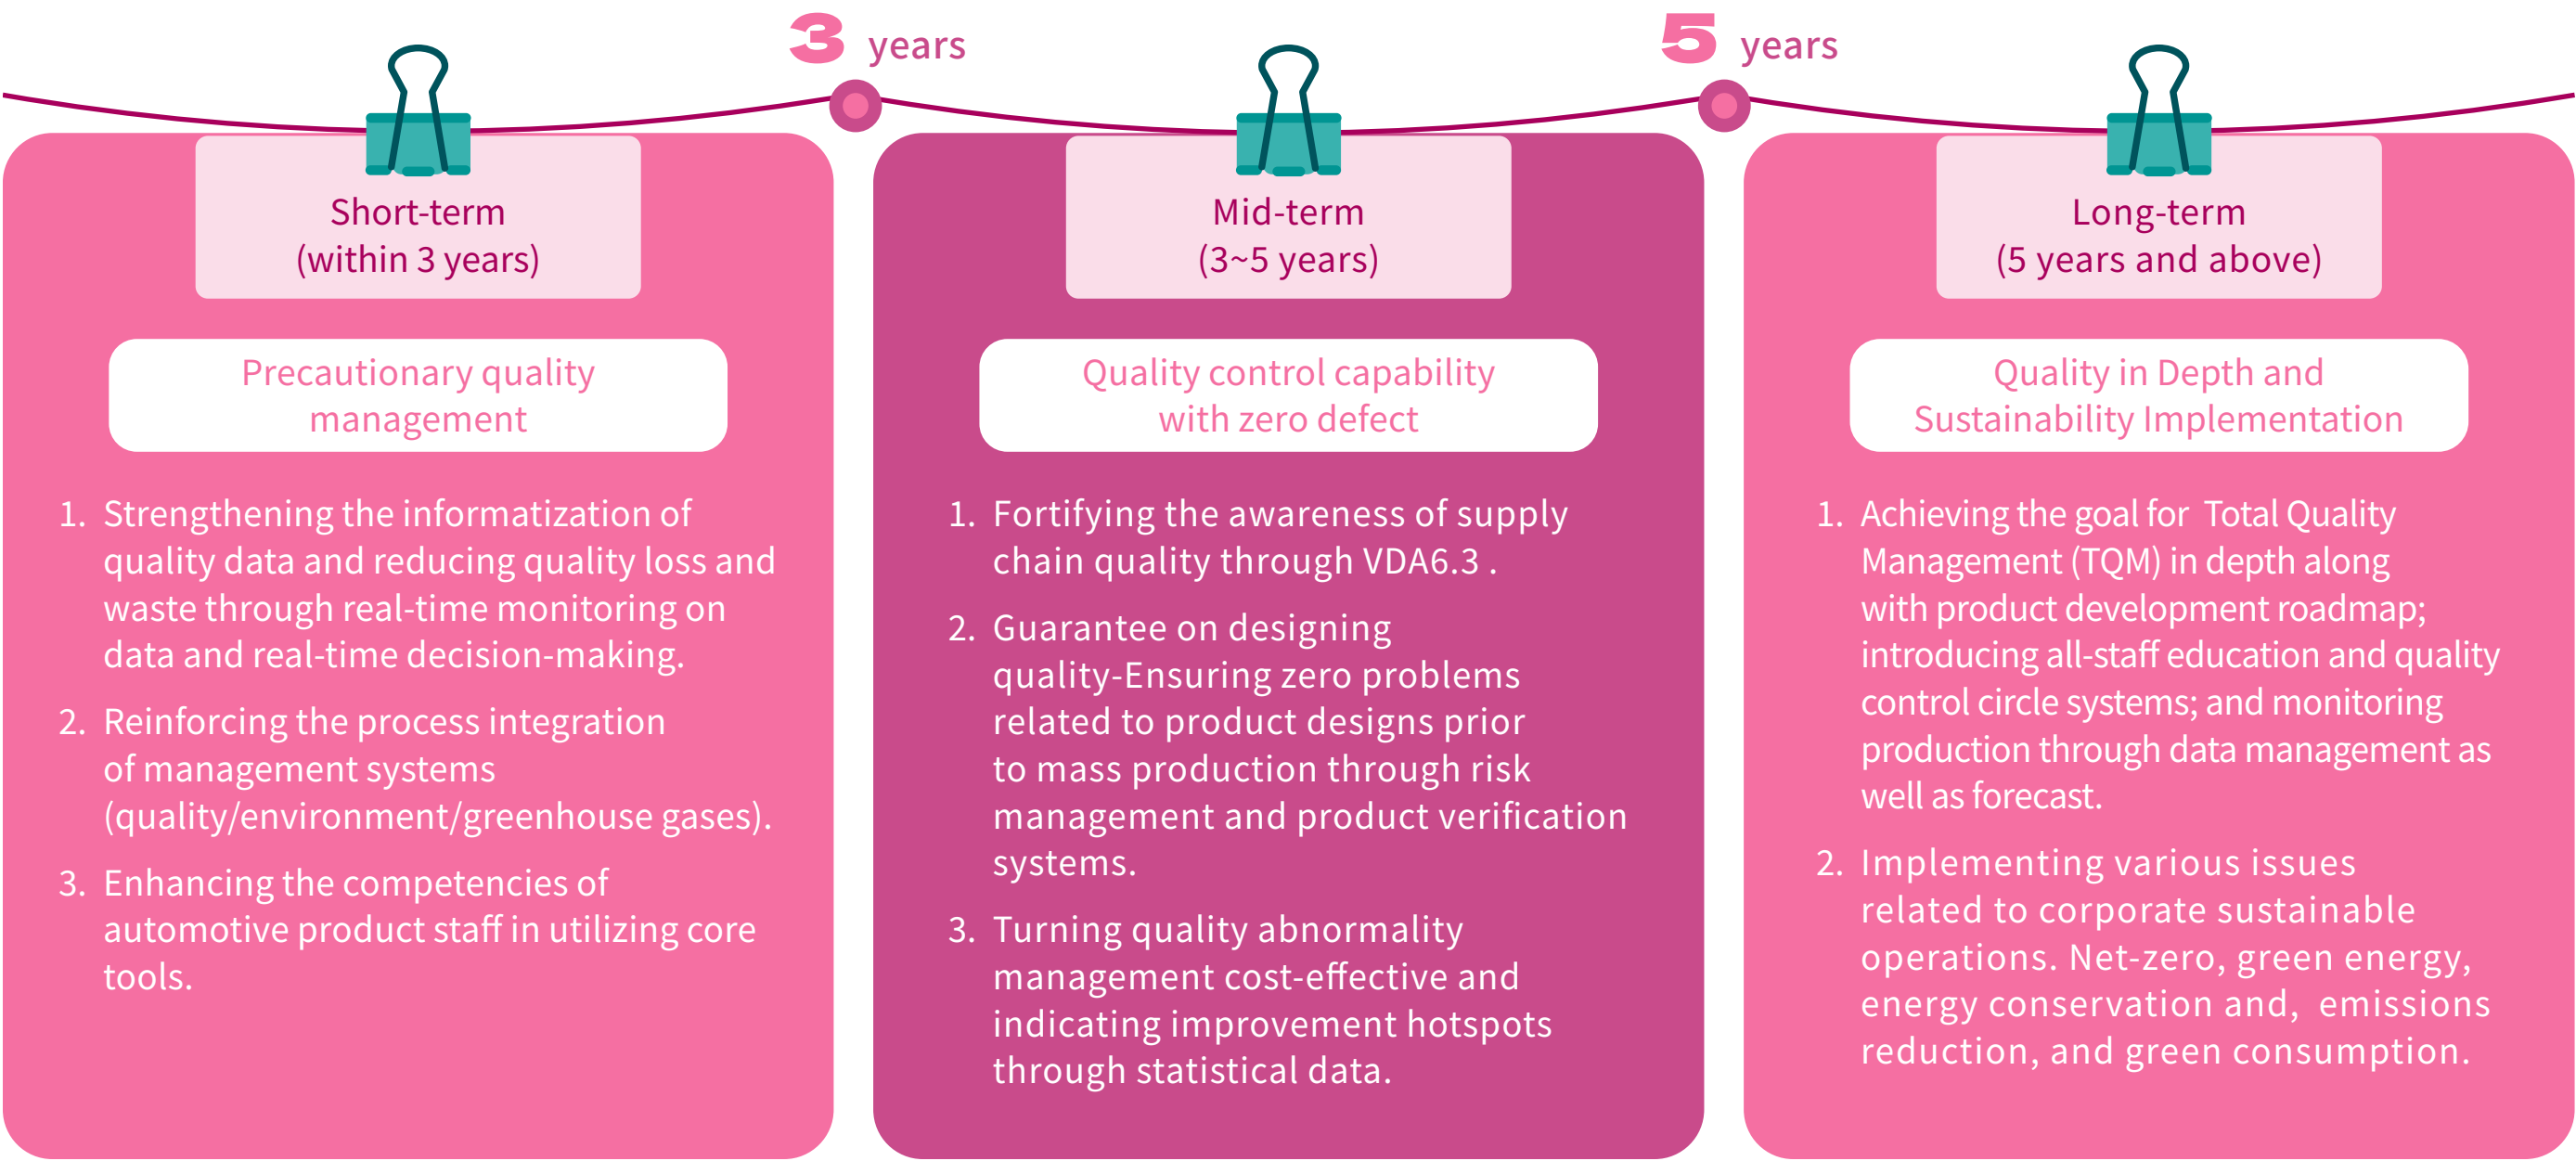 3 years
5 years
Short-term
(within 3 years)
Precautionary quality
management
1. Strengthening the informatization of
quality data and reducing quality loss and
waste through real-time monitoring on
data and real-time decision-making.
2. Reinforcing the process integration
of management systems
(quality/environment/greenhouse gases).
3. Enhancing the competencies of
automotive product staff in utilizing core
tools.
Mid-term
(3~5 years)
Quality control capability
with zero defect
1. Fortifying the awareness of supply
chain quality through VDA6.3 .
2. Guarantee on designing
quality-Ensuring zero problems
related to product designs prior
to mass production through risk
management and product verification
systems.
3. Turning quality abnormality
management cost-effective and
indicating improvement hotspots
through statistical data.
Long-term
(5 years and above)
Quality in Depth and
Sustainability Implementation
1. Achieving the goal for Total Quality
Management (TQM) in depth along
with product development roadmap;
introducing all-staff education and quality
control circle systems; and monitoring
production through data management as
well as forecast.
2. Implementing various issues
related to corporate sustainable
operations. Net-zero, green energy,
energy conservation and, emissions
reduction, and green consumption.